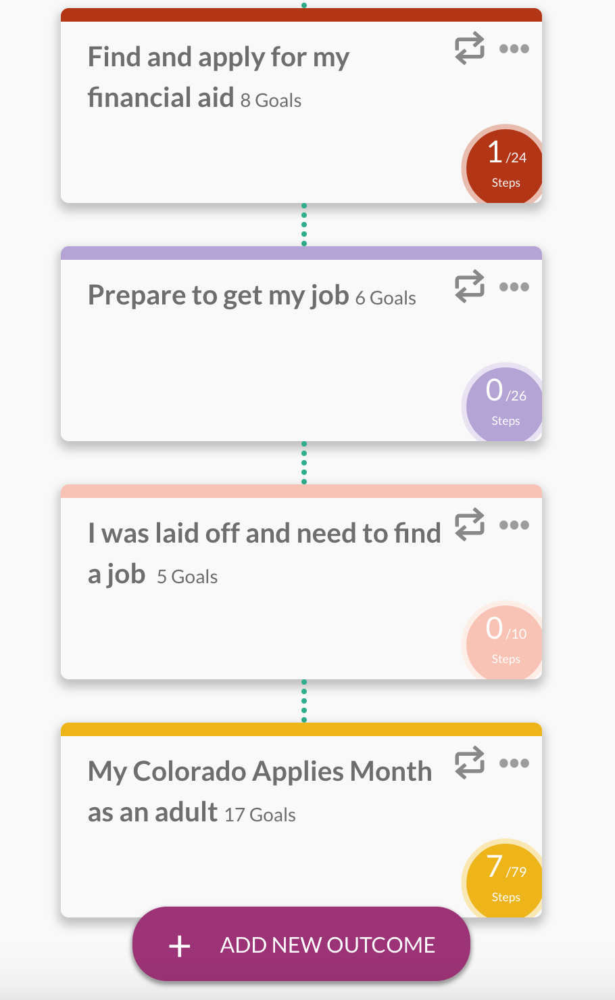 Find and apply for my
financial aid 8 Goals
1 /24
Steps
Prepare to get my job 6 Goals
0 /26
Steps
I was laid off and need to find
a job 5 Goals
0 /10
Steps
My Colorado Applies Month
as an adult 17 Goals
7 /79
Steps
+ ADD NEW OUTCOME